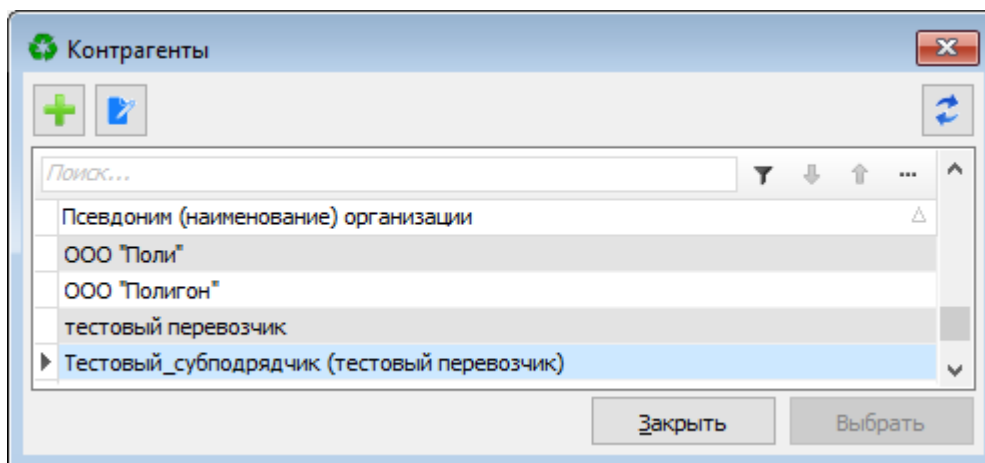 Контрагенты
Поиск...
Псевдоним (наименование) организации
ООО "Поли"
ООО "Полигон"
тестовый перевозчик
Тестовый_субподрядчик (тестовый перевозчик)
Закрыть Выбрать